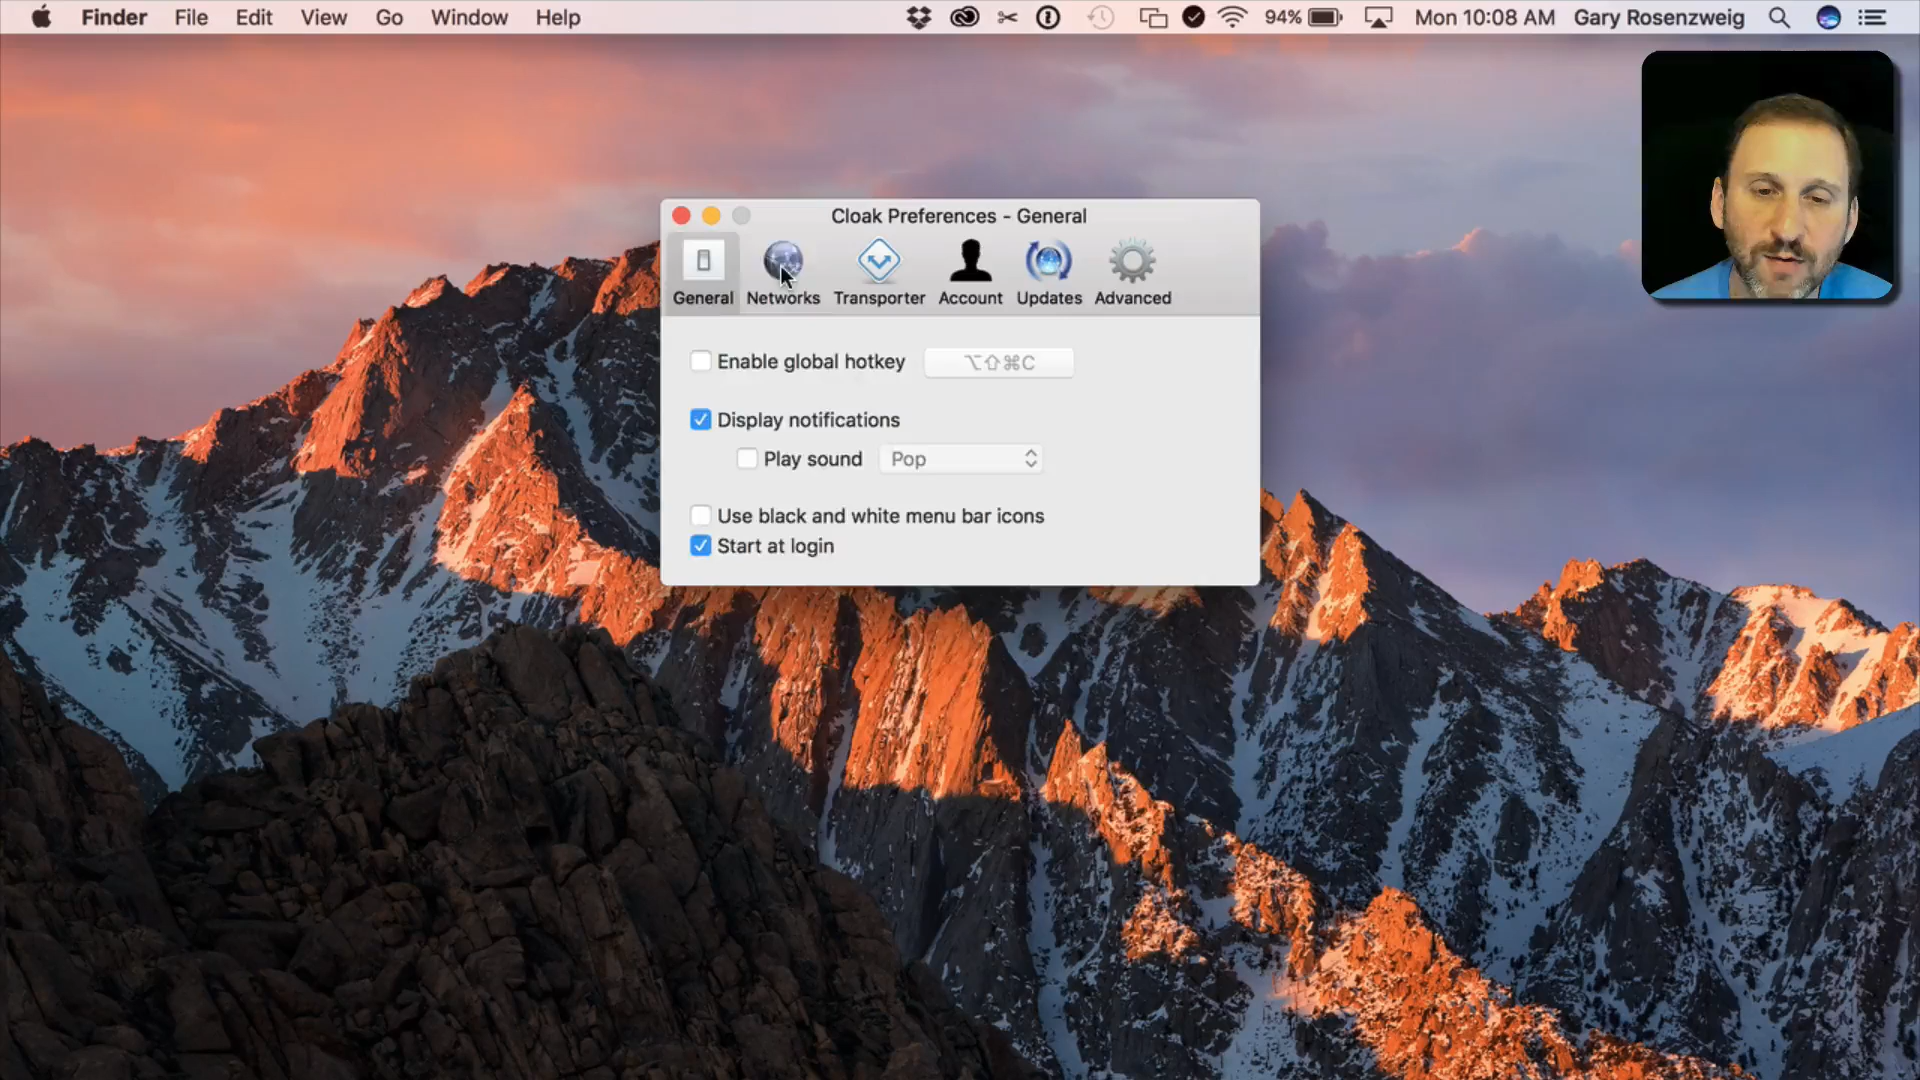 Finder File Edit View Go Window Help 94% Mon 10:08 AM Gary Rosenzweig
Cloak Preferences - General
General Networks Transporter Account Updates Advanced
Enable global hotkey ⌥⇧⌘C
Display notifications
Play sound Pop
Use black and white menu bar icons
Start at login